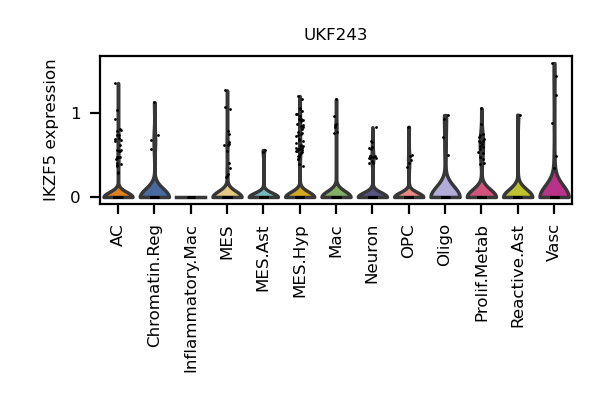 UKF243
IKZF5 expression
1
0
AC
Chromatin.Reg
Inflammatory.Mac
MES
MES.Ast
MES.Hyp
Mac
Neuron
OPC
Oligo
Prolif.Metab
Reactive.Ast
Vasc